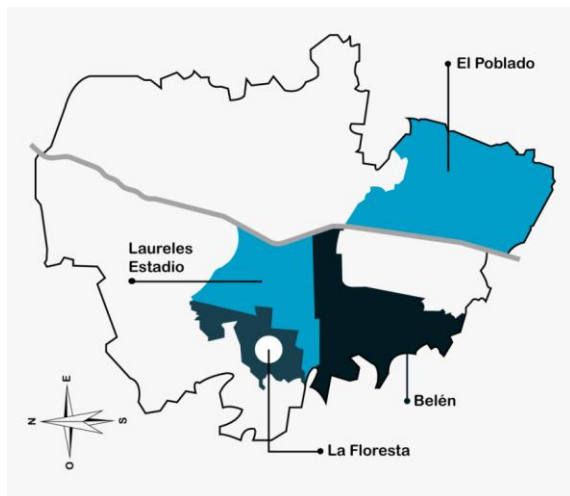 El Poblado
Laureles
Estadio
Belén
La Floresta
E
N
S
O